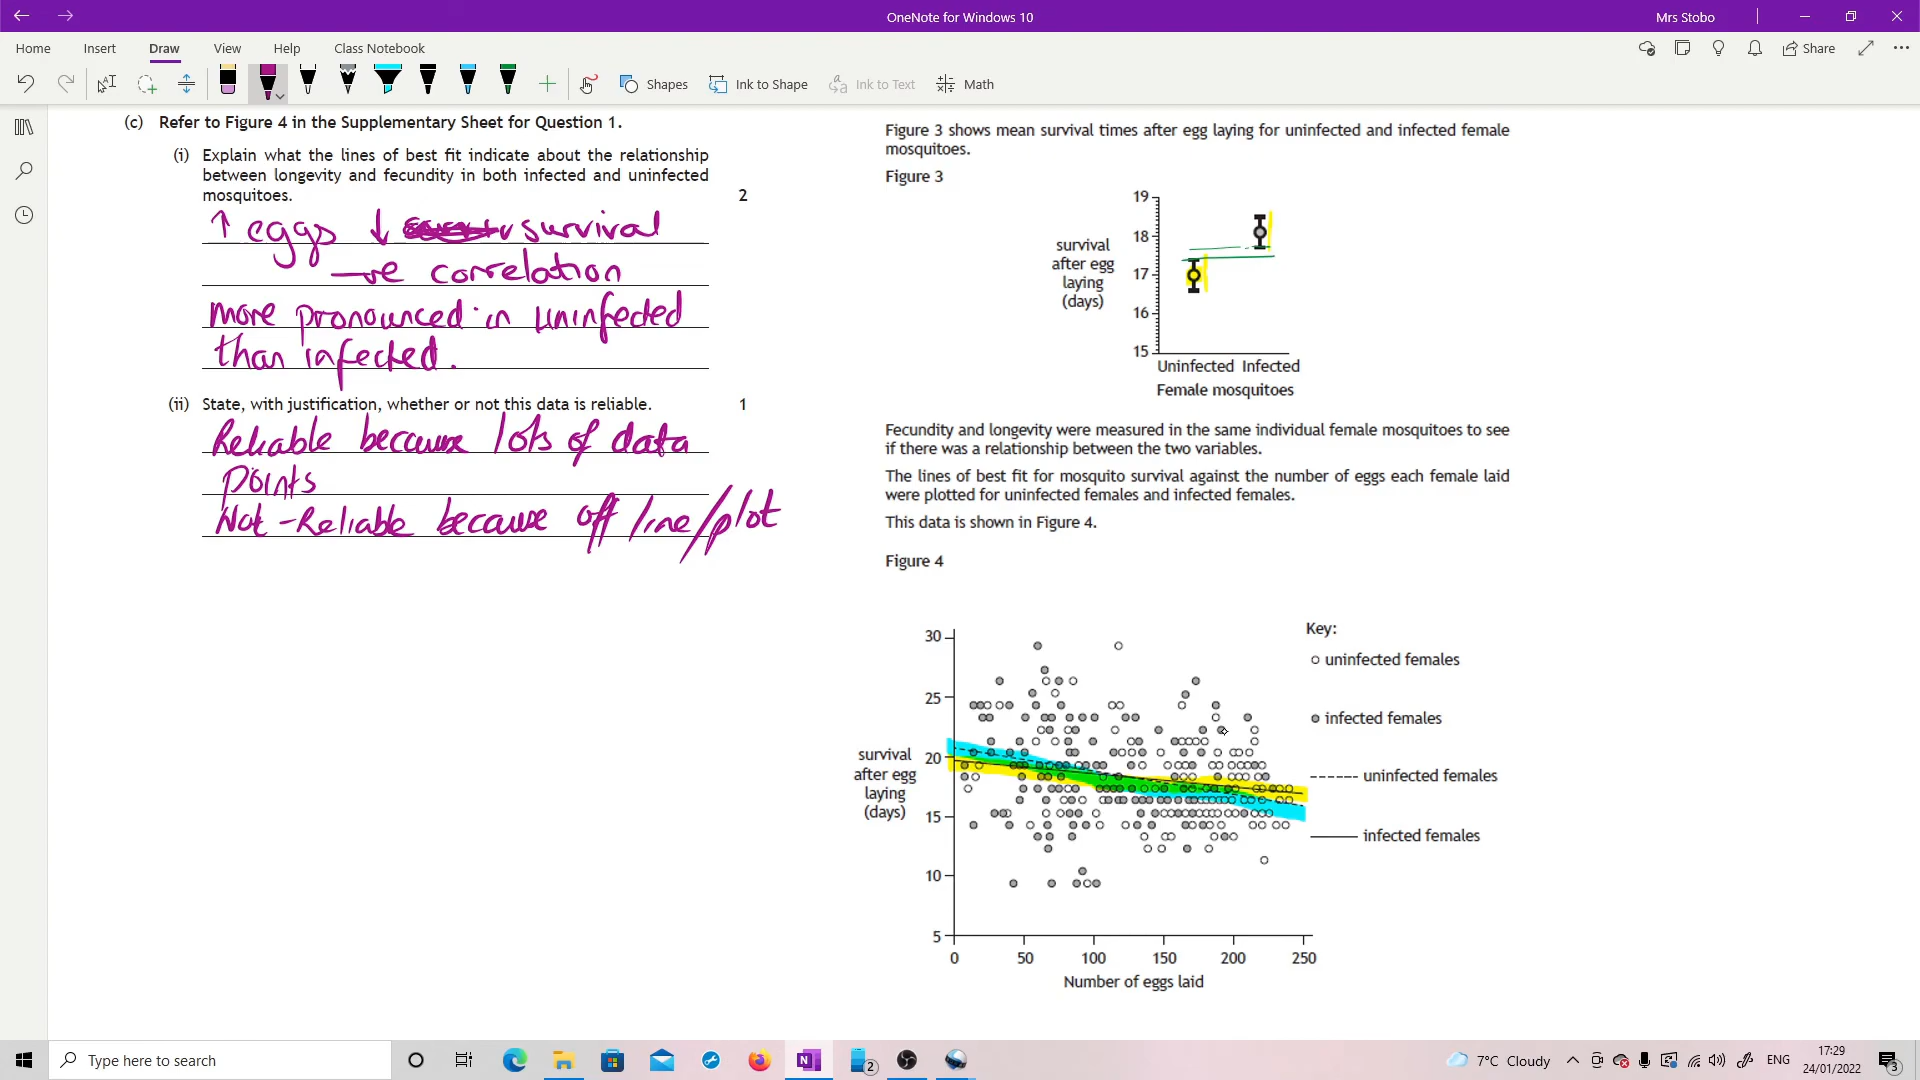 OneNote for Windows 10
Mrs Stobo
Home Insert Draw View Help Class Notebook
Share
Shapes Ink to Shape Ink to Text Math
(c) Refer to Figure 4 in the Supplementary Sheet for Question 1.
(i) Explain what the lines of best fit indicate about the relationship
between longevity and fecundity in both infected and uninfected
mosquitoes. 2
↑ eggs ↓ survival
-ve correlation
more pronounced in uninfected
than infected.
(ii) State, with justification, whether or not this data is reliable. 1
Reliable because lots of data
points
Not-Reliable because off line/plot
Figure 3 shows mean survival times after egg laying for uninfected and infected female
mosquitoes.
Figure 3
survival
after egg
laying
(days)
19
18
17
16
15
Uninfected Infected
Female mosquitoes
Fecundity and longevity were measured in the same individual female mosquitoes to see
if there was a relationship between the two variables.
The lines of best fit for mosquito survival against the number of eggs each female laid
were plotted for uninfected females and infected females.
This data is shown in Figure 4.
Figure 4
survival
after egg
laying
(days)
30
25
20
15
10
5
0 50 100 150 200 250
Number of eggs laid
Key:
uninfected females
infected females
uninfected females
infected females
Type here to search
2
7°C Cloudy
ENG
17:29
24/01/2022
3